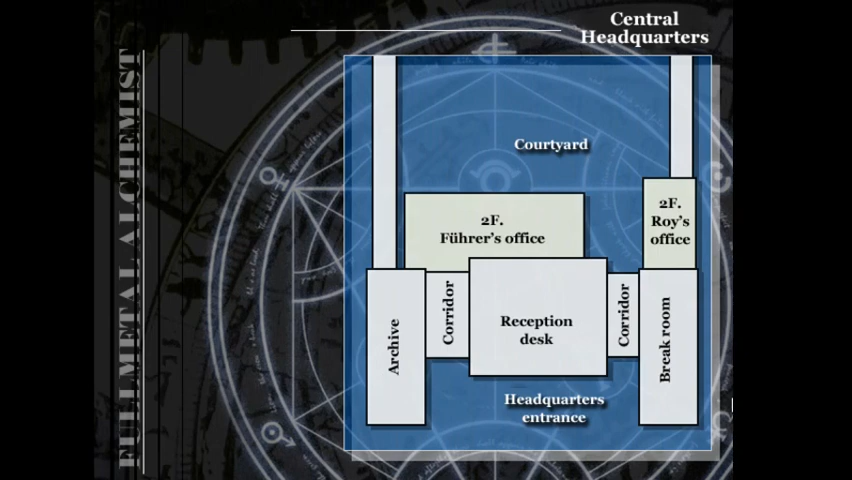 Central
Headquarters
FULLMETAL ALCHEMIST
Courtyard
2F.
Führer's office
2F.
Roy's
office
Archive
Corridor
Reception
desk
Corridor
Break room
Headquarters
entrance